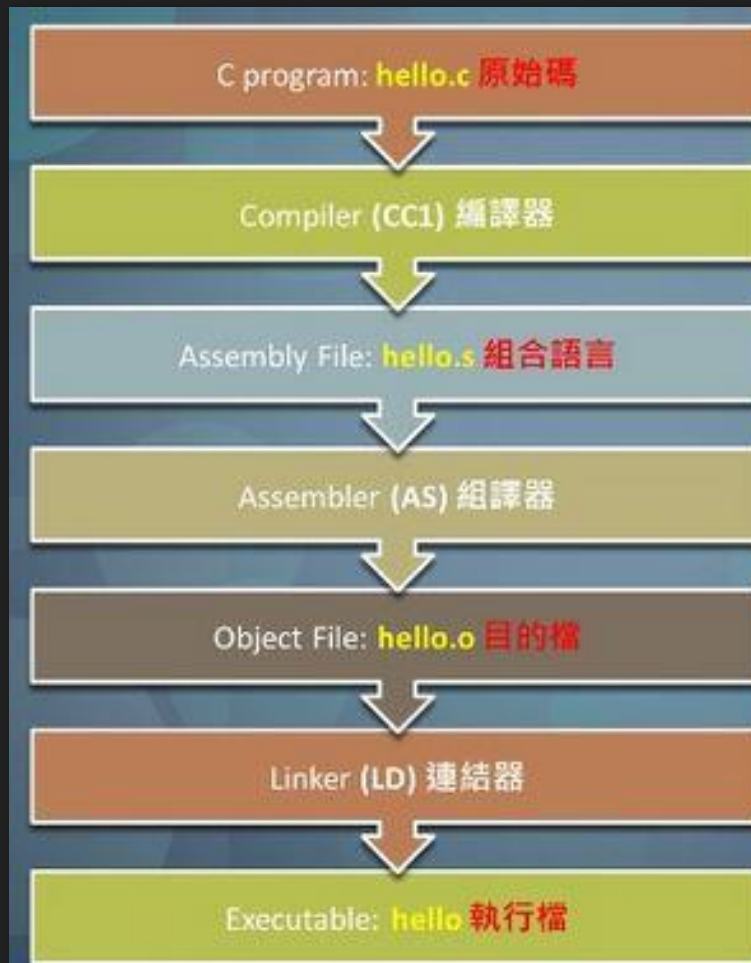 C program: hello.c 原始碼
Compiler (CC1) 編譯器
Assembly File: hello.s 組合語言
Assembler (AS) 組譯器
Object File: hello.o 目的檔
Linker (LD) 連結器
Executable: hello 執行檔